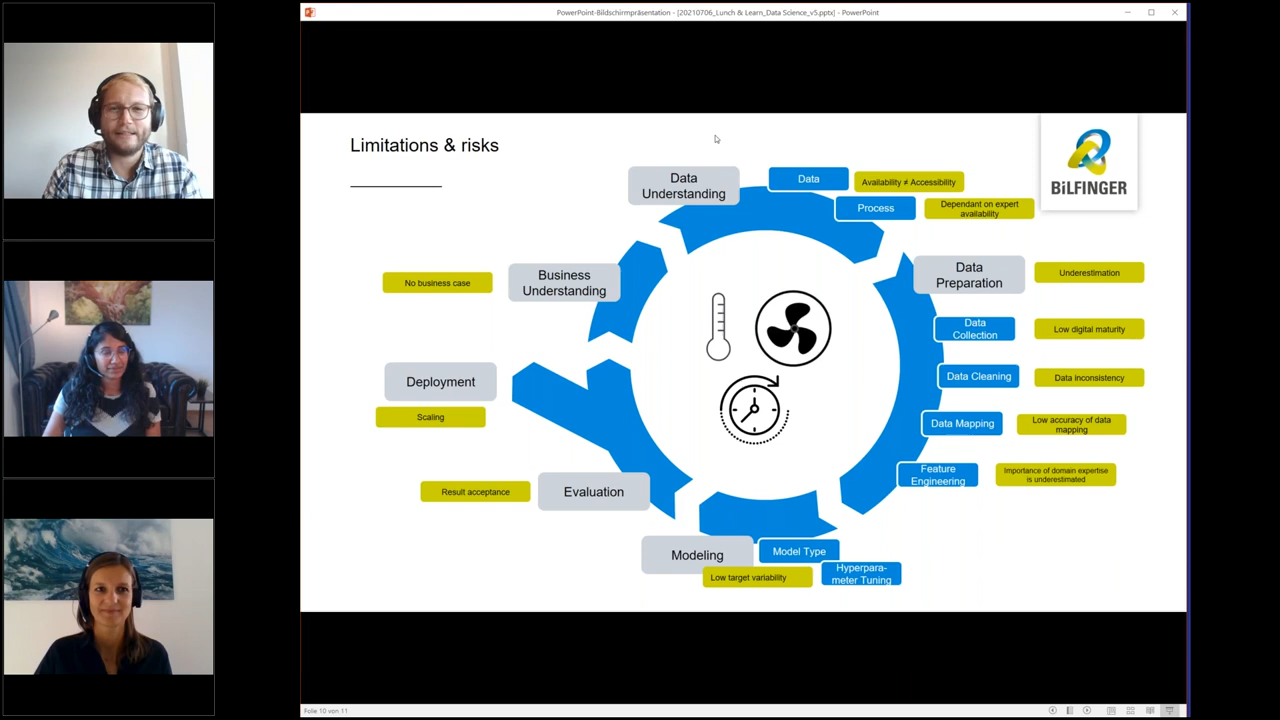 PowerPoint-Bildschirmpräsentation - [20210706_Lunch & Learn_Data Science_v5.pptx] - PowerPoint
Limitations & risks
BILFINGER
Data
Understanding
Data
Availability ≠ Accessibility
Process
Dependant on expert
availability
Business
Understanding
No business case
Data
Preparation
Underestimation
Data
Collection
Low digital maturity
Data Cleaning
Data inconsistency
Data Mapping
Low accuracy of data
mapping
Feature
Engineering
Importance of domain expertise
is underestimated
Deployment
Scaling
Evaluation
Result acceptance
Modeling
Model Type
Low target variability
Hyperpara-
meter Tuning
Folie 10 von 11